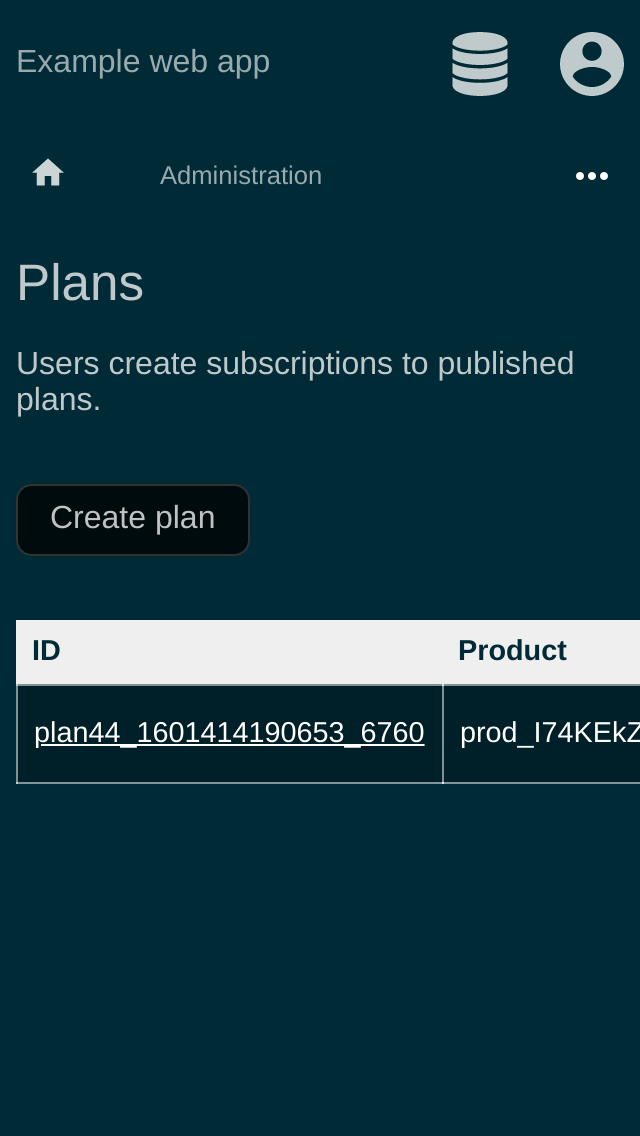 Example web app
Administration
Plans
Users create subscriptions to published
plans.
Create plan
ID Product
plan44_1601414190653_6760 prod_I74KEkZ